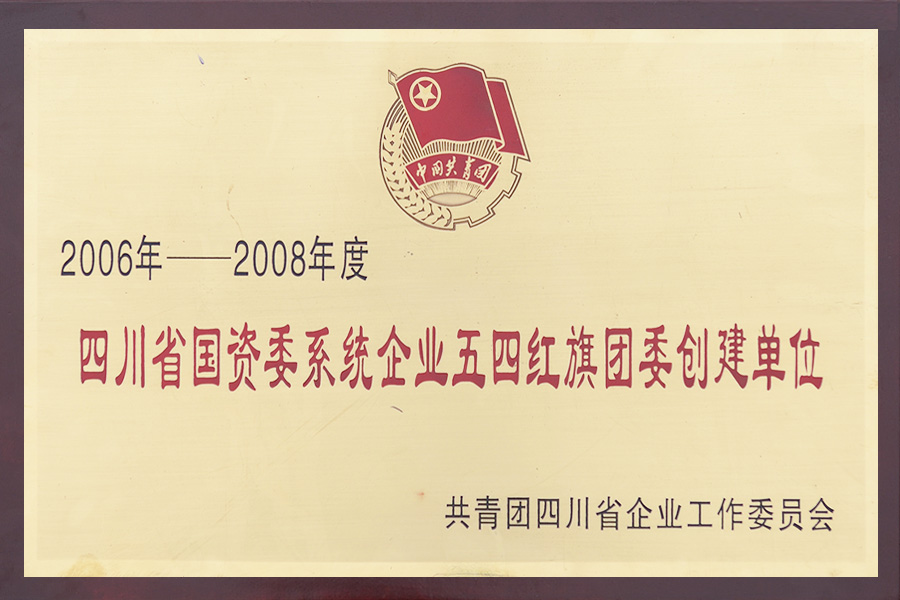 中国共青团
2006年——2008年度
四川省国资委系统企业五四红旗团委创建单位
共青团四川省企业工作委员会